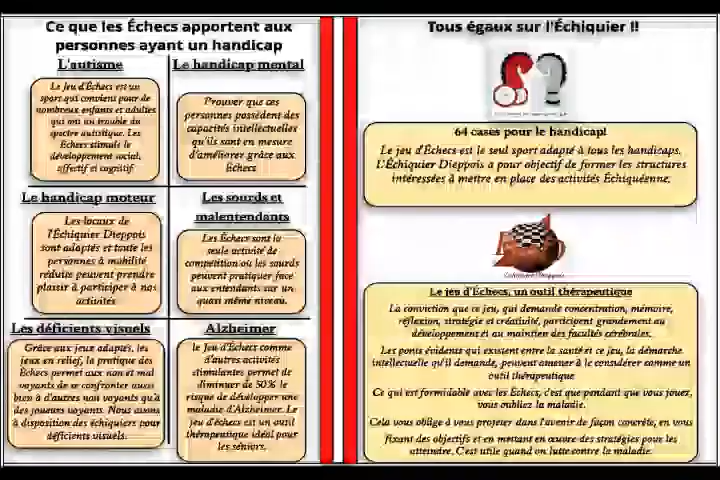 Ce que les Échecs apportent aux
personnes ayant un handicap
L'autisme
Le Jeu d'Échecs est un
sport qui convient pour de
nombreux enfants et adultes
qui ont un trouble du
spectre autistique. Les
Échecs stimule le
développement social,
affectif et cognitif
Le handicap mental
Prouver que ces
personnes possèdent des
capacités intellectuelles
qu'ils sont en mesure
d'améliorer grâce aux
Échecs
Le handicap moteur
Les locaux de
l'Échiquier Dieppois
sont adaptés et toute les
personnes à mobilité
réduite peuvent prendre
plaisir à participer à nos
activités
Les sourds et
malentendants
Les Échecs sont la
seule activité de
compétition où les sourds
peuvent pratiquer face
aux entendants sur un
quasi même niveau.
Les déficients visuels
Grâce aux jeux adaptés, les
jeux en relief, la pratique des
Échecs permet aux non et mal
voyants de se confronter aussi
bien à d'autres non voyants qu'à
des joueurs voyants. Nous avons
à disposition des échiquiers pour
déficients visuels.
Alzheimer
le Jeu d'Échecs comme
d'autres activités
stimulantes permet de
diminuer de 50% le
risque de développer une
maladie d'Alzheimer. Le
jeu d'échecs est un outil
thérapeutique idéal pour
les séniors.
Tous égaux sur l'Échiquier !!
64 cases pour le handicap!
Le jeu d'Échecs est le seul sport adapté à tous les handicaps.
L'Échiquier Dieppois a pour objectif de former les structures
intéressées à mettre en place des activités Échiquéenne.
Dieppois
Le jeu d'Échecs, un outil thérapeutique
La conviction que ce jeu, qui demande concentration, mémoire,
réflexion, stratégie et créativité, participent grandement au
développement et au maintien des facultés cérébrales.
Les ponts évidents qui existent entre la santé et ce jeu, la démarche
intellectuelle qu'il demande, peuvent amener à le considérer comme un
outil thérapeutique
Ce qui est formidable avec les Échecs, c'est que pendant que vous jouez,
vous oubliez la maladie.
Cela vous oblige à vous projeter dans l'avenir de façon concrète, en vous
fixant des objectifs et en mettant en œuvre des stratégies pour les
atteindre. C'est utile quand on lutte contre la maladie.